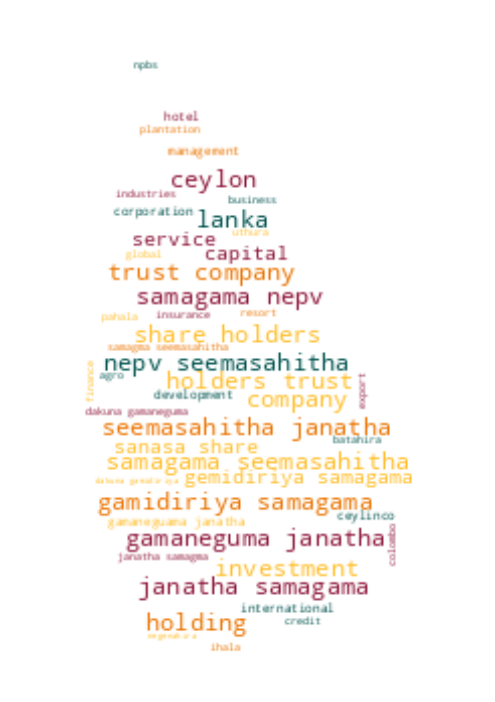 npbs
hotel
plantation
management
ceylon
industries
business
corporation
lanka
uthura
service
capital
global
trust company
samagama nepv
pahala
insurance
resort
share holders
samagma seemasahitha
nepv seemasahitha
finance
agro
holders trust
export
development
company
dakuna gamaneguma
seemasahitha janatha
batahira
sanasa share
samagama seemasahitha
dakuna gamidiriya
gemidiriya samagama
gamidiriya samagama
ceylinco
gamaneguama janatha
gamaneguma janatha
colombo
janatha samagma
investment
janatha samagama
international
holding
credit
ihala